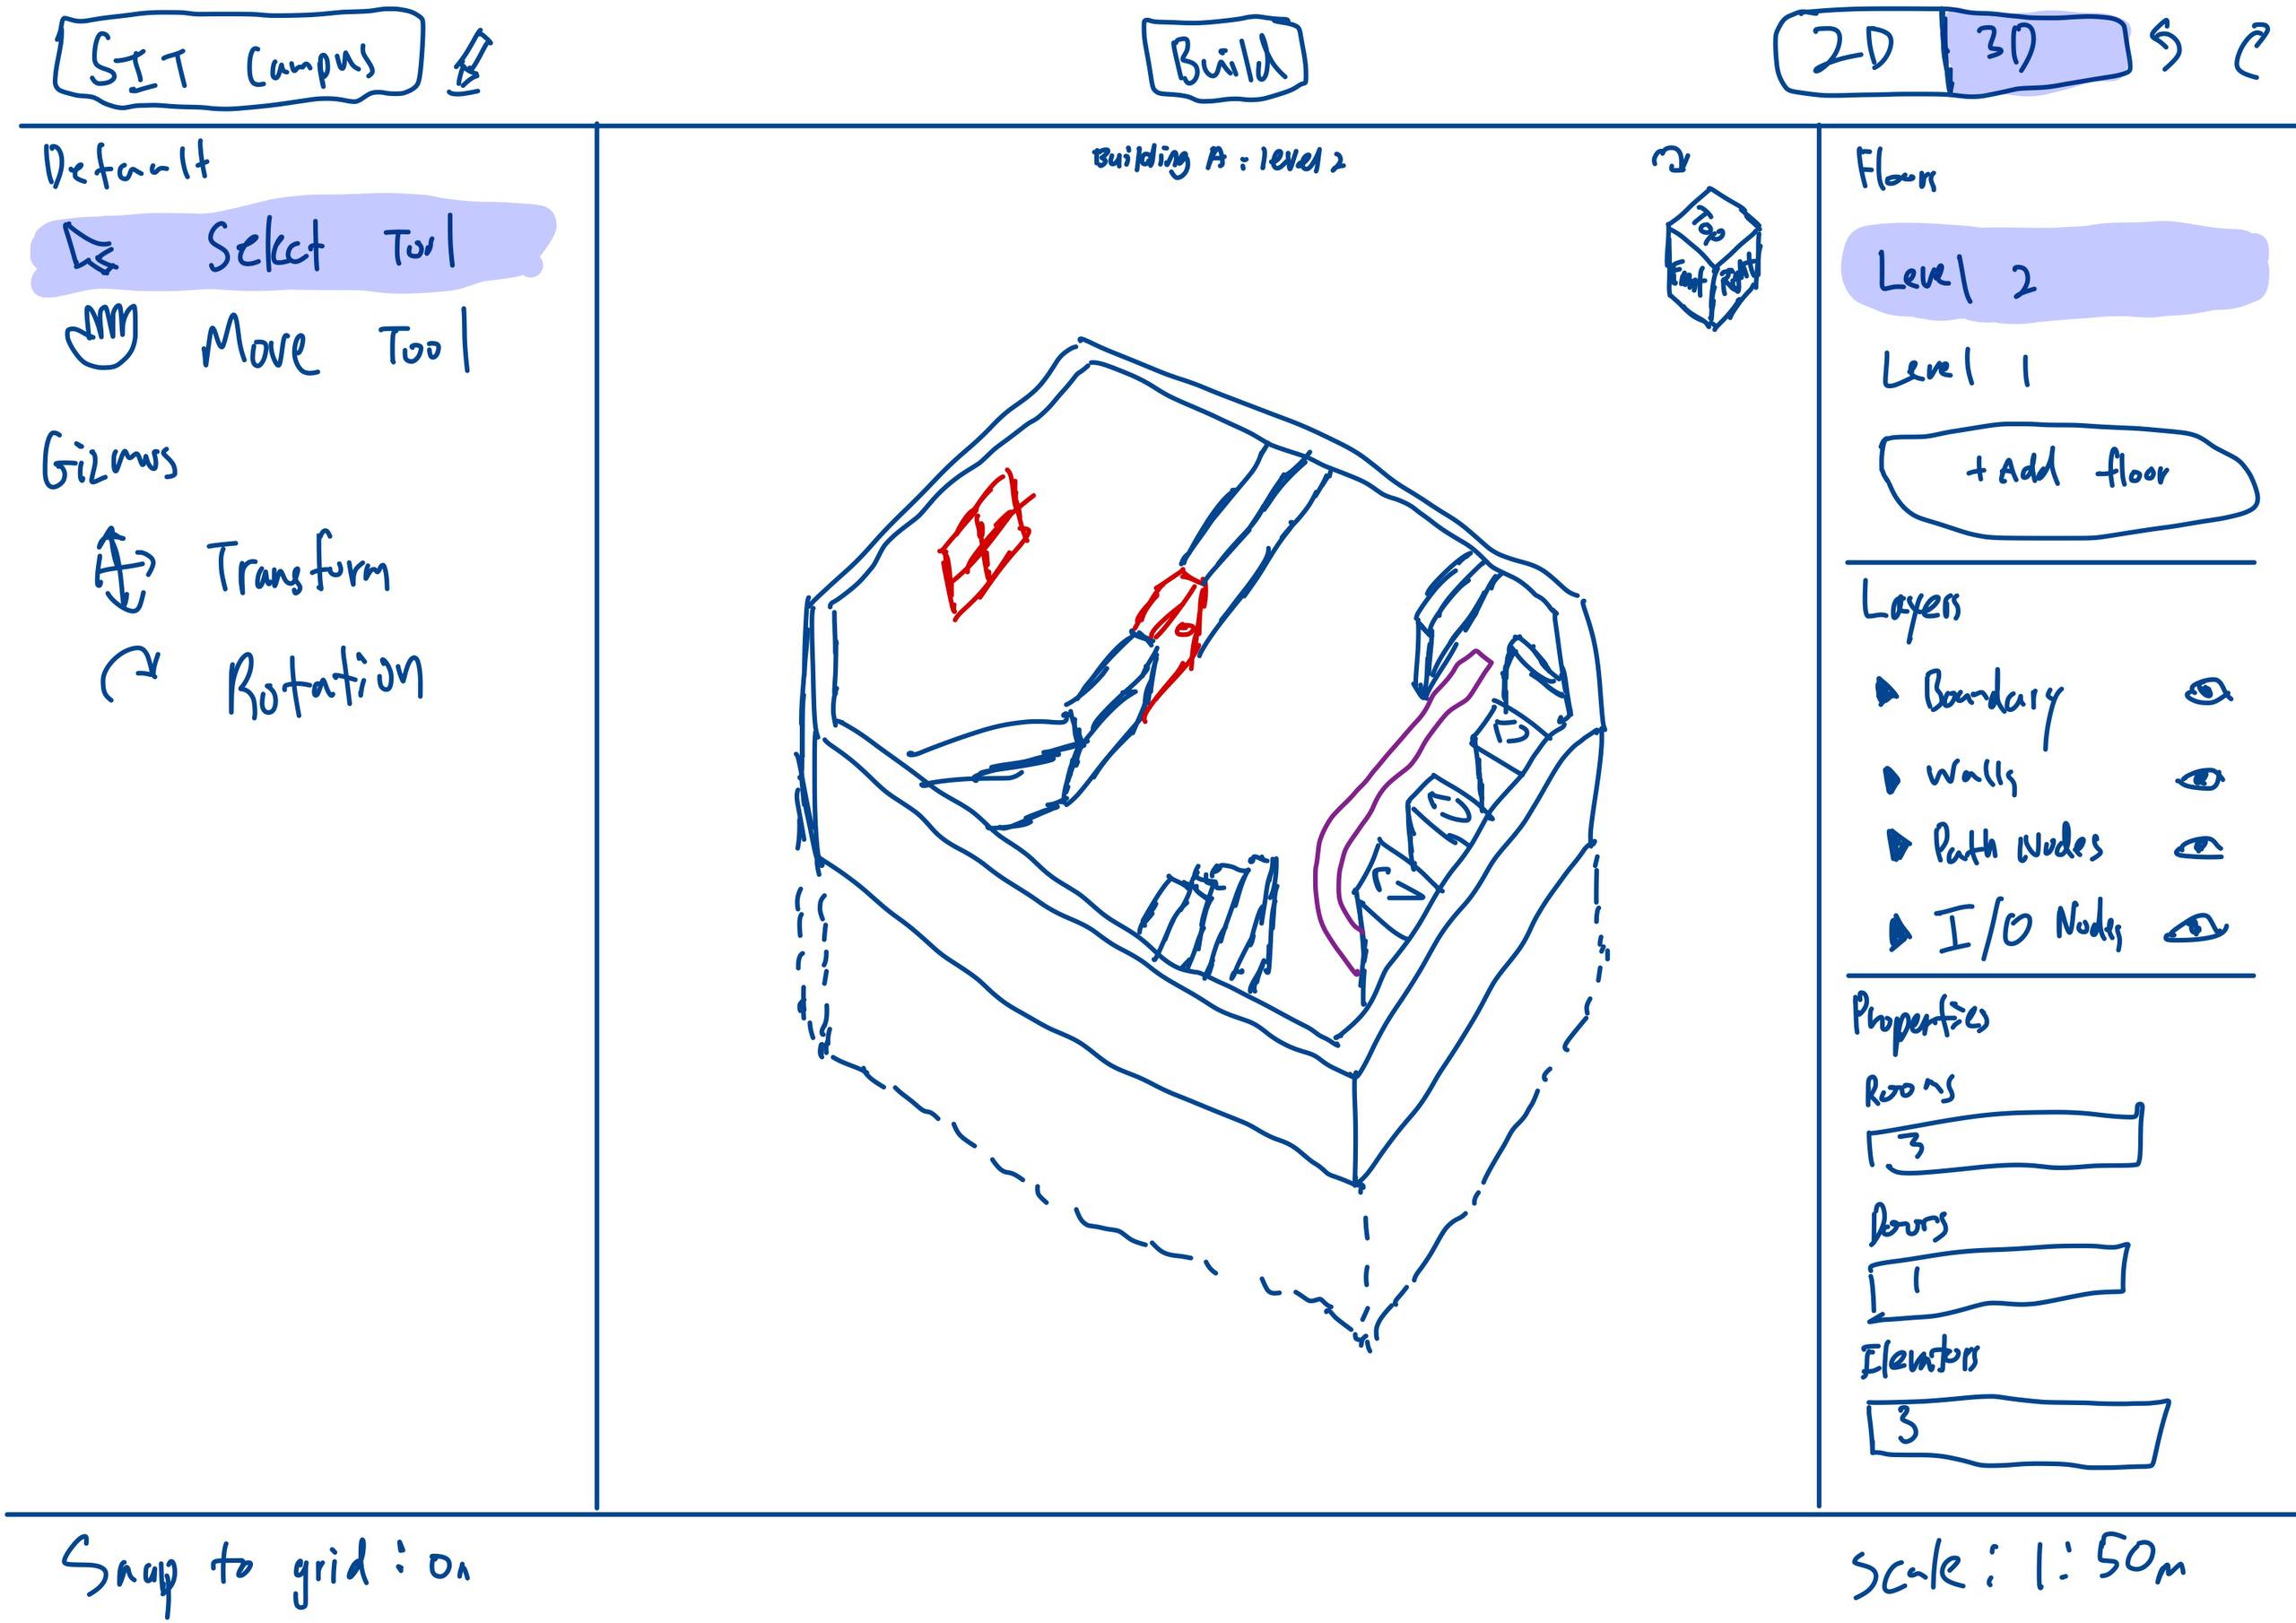 SIT Campus
Build
2D 3D
Default
Select Tool
Move Tool
Gizmos
Transform
Rotation
Building A : level 2
Top
Front Right
Floors
Level 2
Level 1
+ Add floor
Layers
Boundary
Walls
Path Nodes
I/O Nodes
Properties
Rooms
3
Doors
1
Elevators
3
Snap to grid : on
Scale : 1 : 50m